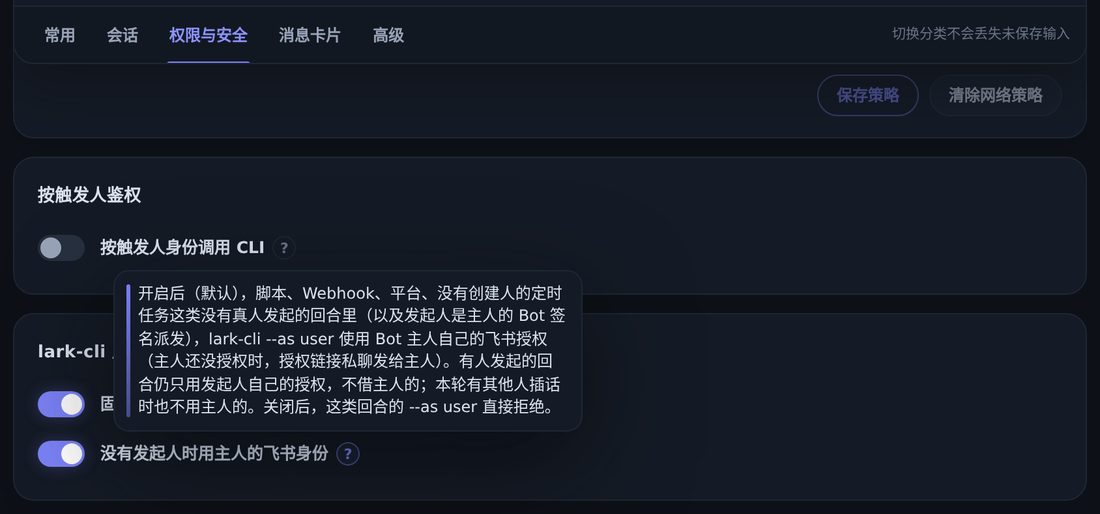 常用 会话 权限与安全 消息卡片 高级 切换分类不会丢失未保存输入
保存策略 清除网络策略
按触发人鉴权
按触发人身份调用 CLI ?
开启后（默认），脚本、Webhook、平台、没有创建人的定时
任务这类没有真人发起的回合里（以及发起人是主人的 Bot 签
名派发），lark-cli --as user 使用 Bot 主人自己的飞书授权
（主人还没授权时，授权链接私聊发给主人）。有人发起的回
合仍只用发起人自己的授权，不借主人的；本轮有其他人插话
时也不用主人的。关闭后，这类回合的 --as user 直接拒绝。
lark-cli
固
没有发起人时用主人的飞书身份 ?